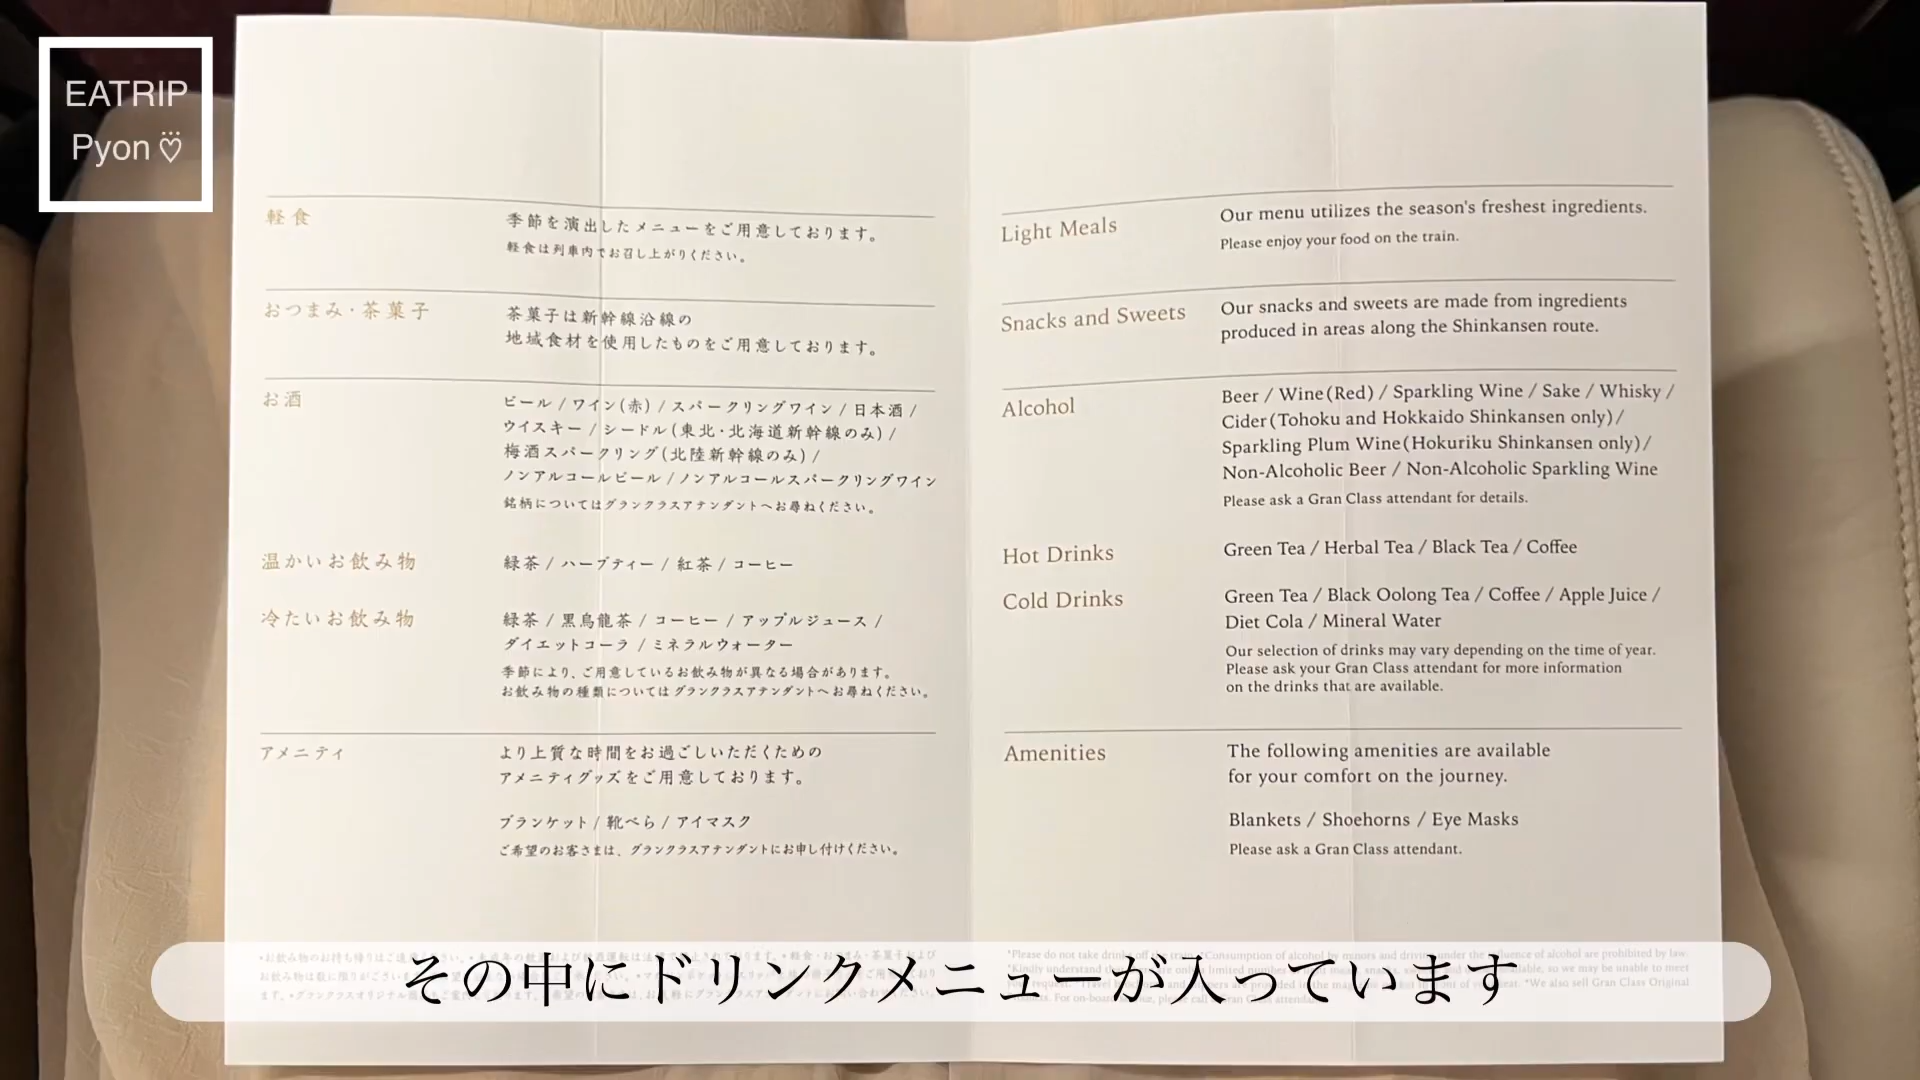 EATRIP
Pyon
軽食
季節を演出したメニューをご用意しております。
軽食は列車内でお召し上がりください。
おつまみ・茶菓子
茶菓子は新幹線沿線の
地域食材を使用したものをご用意しております。
お酒
ビール / ワイン(赤) / スパークリングワイン / 日本酒 /
ウイスキー / シードル(東北・北海道新幹線のみ) /
梅酒スパークリング(北陸新幹線のみ) /
ノンアルコールビール / ノンアルコールスパークリングワイン
銘柄についてはグランクラスアテンダントへお尋ねください。
温かいお飲み物
緑茶 / ハーブティー / 紅茶 / コーヒー
冷たいお飲み物
緑茶 / 黒烏龍茶 / コーヒー / アップルジュース /
ダイエットコーラ / ミネラルウォーター
季節により、ご用意しているお飲み物が異なる場合があります。
お飲み物の種類についてはグランクラスアテンダントへお尋ねください。
アメニティ
より上質な時間をお過ごしいただくための
アメニティグッズをご用意しております。
ブランケット / 靴べら / アイマスク
ご希望のお客さまは、グランクラスアテンダントにお申し付けください。
Light Meals
Our menu utilizes the season's freshest ingredients.
Please enjoy your food on the train.
Snacks and Sweets
Our snacks and sweets are made from ingredients
produced in areas along the Shinkansen route.
Alcohol
Beer / Wine(Red) / Sparkling Wine / Sake / Whisky /
Cider(Tohoku and Hokkaido Shinkansen only) /
Sparkling Plum Wine(Hokuriku Shinkansen only) /
Non-Alcoholic Beer / Non-Alcoholic Sparkling Wine
Please ask a Gran Class attendant for details.
Hot Drinks
Green Tea / Herbal Tea / Black Tea / Coffee
Cold Drinks
Green Tea / Black Oolong Tea / Coffee / Apple Juice /
Diet Cola / Mineral Water
Our selection of drinks may vary depending on the time of year.
Please ask your Gran Class attendant for more information
on the drinks that are available.
Amenities
The following amenities are available
for your comfort on the journey.
Blankets / Shoehorns / Eye Masks
Please ask a Gran Class attendant.
その中にドリンクメニューが入っています